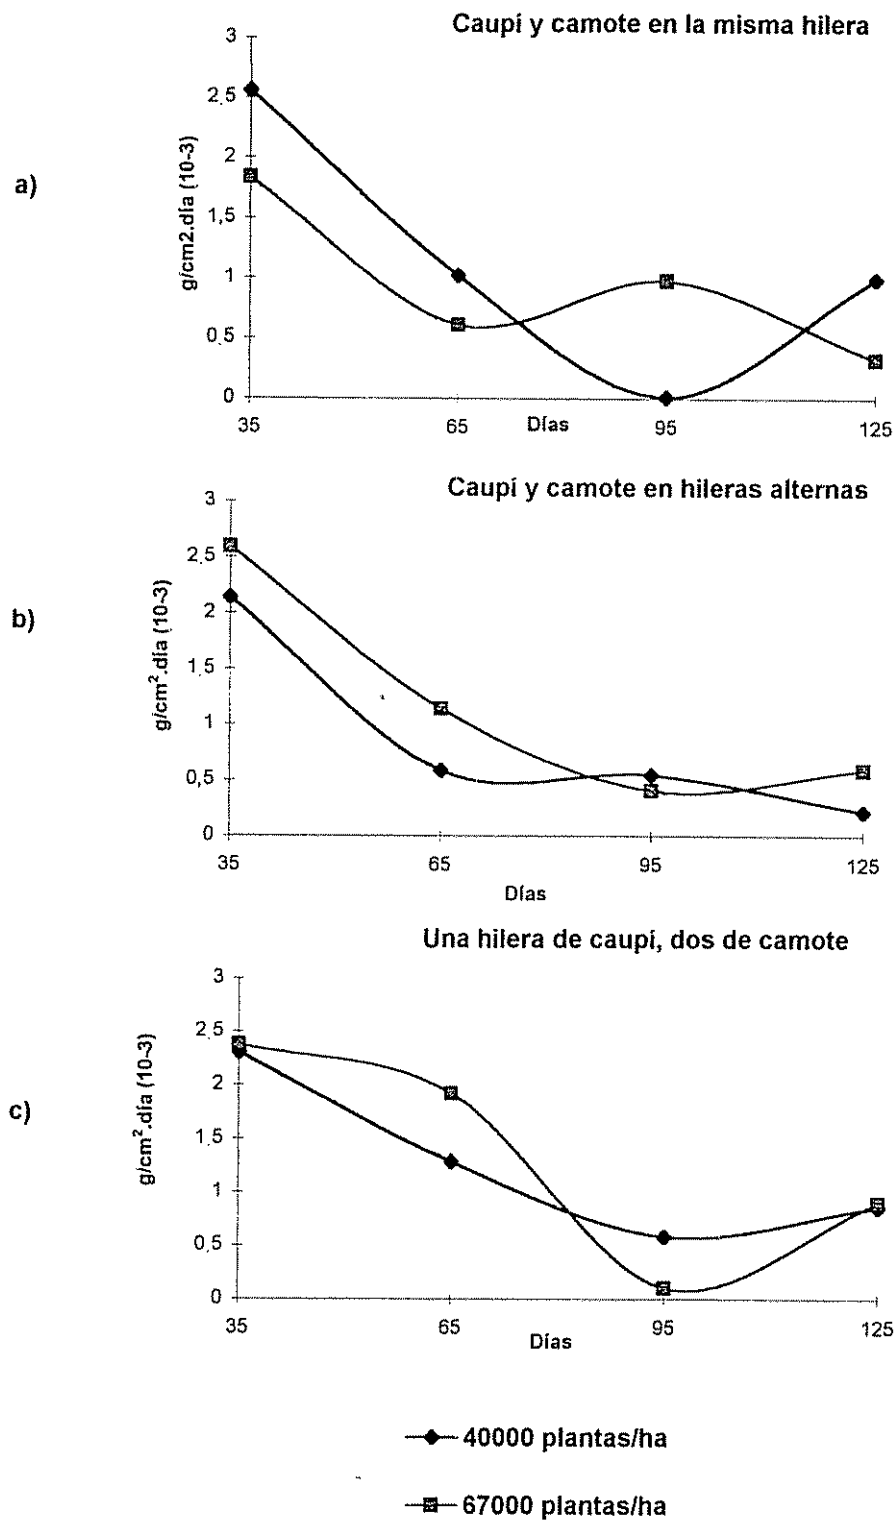 Caupí y camote en la misma hilera
a)
g/cm2.día (10-3)
3
2,5
2
1,5
1
0,5
0
35 65 95 125
Días
Caupí y camote en hileras alternas
b)
g/cm².día (10-3)
3
2,5
2
1,5
1
0,5
0
35 65 95 125
Días
Una hilera de caupí, dos de camote
c)
g/cm².día (10-3)
3
2,5
2
1,5
1
0,5
0
35 65 95 125
Días
40000 plantas/ha
67000 plantas/ha